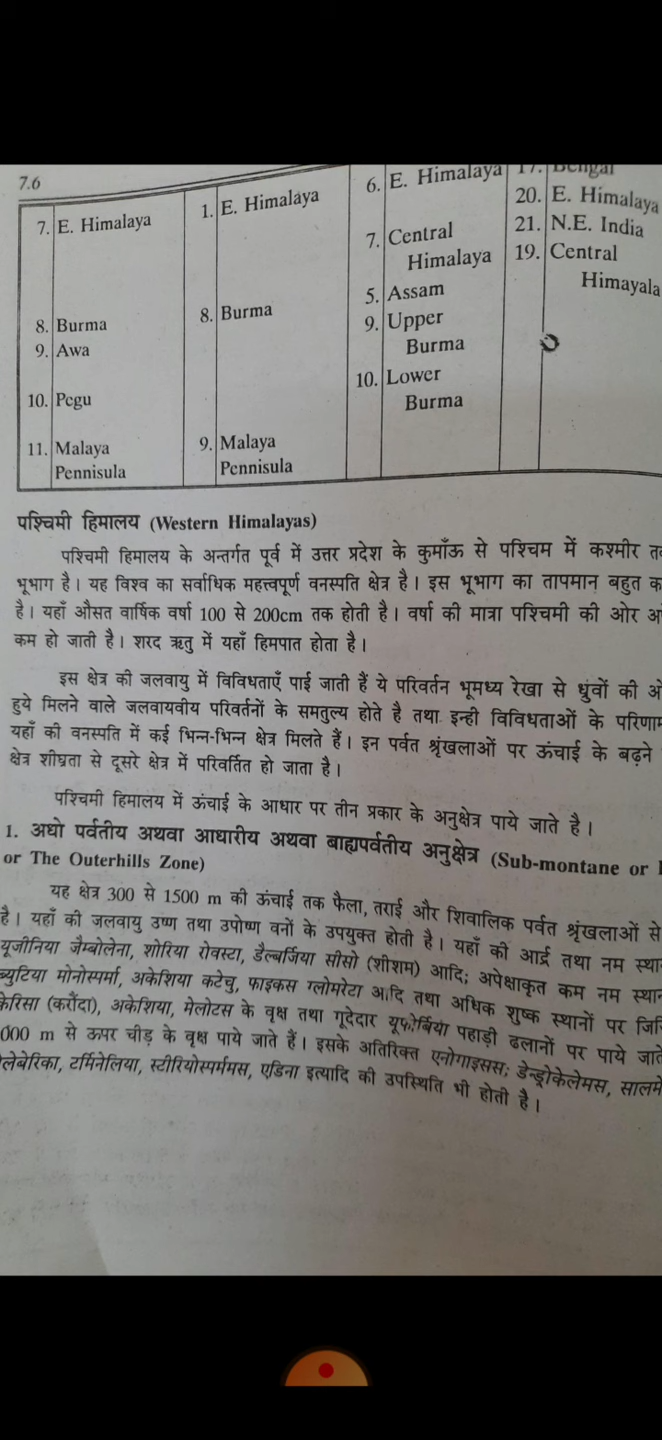 7.6
7. E. Himalaya
8. Burma
9. Awa
10. Pegu
11. Malaya
Pennisula
1. E. Himalaya
8. Burma
9. Malaya
Pennisula
6. E. Himalaya
7. Central
Himalaya
5. Assam
9. Upper
Burma
10. Lower
Burma
17. Bengal
20. E. Himalaya
21. N.E. India
19. Central
Himayala
पश्चिमी हिमालय (Western Himalayas)
पश्चिमी हिमालय के अन्तर्गत पूर्व में उत्तर प्रदेश के कुमाँऊ से पश्चिम में कश्मीर
भूभाग है। यह विश्व का सर्वाधिक महत्त्वपूर्ण वनस्पति क्षेत्र है। इस भूभाग का तापमान बहुत
है। यहाँ औसत वार्षिक वर्षा 100 से 200cm तक होती है। वर्षा की मात्रा पश्चिमी की ओर
कम हो जाती है। शरद ऋतु में यहाँ हिमपात होता है।
इस क्षेत्र की जलवायु में विविधताएँ पाई जाती हैं ये परिवर्तन भूमध्य रेखा से ध्रुवों की
हुये मिलने वाले जलवायवीय परिवर्तनों के समतुल्य होते है तथा इन्ही विविधताओं के
यहाँ की वनस्पति में कई भिन्न-भिन्न क्षेत्र मिलते हैं। इन पर्वत श्रृंखलाओं पर ऊंचाई के बढ़ने
क्षेत्र शीघ्रता से दूसरे क्षेत्र में परिवर्तित हो जाता है।
पश्चिमी हिमालय में ऊंचाई के आधार पर तीन प्रकार के अनुक्षेत्र पाये जाते है।
1. अधो पर्वतीय अथवा आधारीय अथवा बाह्यपर्वतीय अनुक्षेत्र (Sub-montane or
or The Outerhills Zone)
यह क्षेत्र 300 से 1500 m की ऊंचाई तक फैला, तराई और शिवालिक पर्वत श्रृंखलाओं से
है। यहाँ की जलवायु उष्ण तथा उपोष्ण वनों के उपयुक्त होती है। यहाँ की आर्द्र तथा नम
यूजीनिया जैम्बोलेना, शोरिया रोवस्टा, डैल्बर्जिया सीसो (शीशम) आदि; अपेक्षाकृत कम नम
ब्युटिया मोनोस्पर्मा, अकेशिया कटेचु, फाइकस ग्लोमरेटा आदि तथा अधिक शुष्क स्थानों पर
केरिसा (करौंदा), अकेशिया, मेलोटस के वृक्ष तथा गूदेदार यूफोर्बिया पहाड़ी ढलानों पर पाये
000 m से ऊपर चीड़ के वृक्ष पाये जाते हैं। इसके अतिरिक्त एनोगाइसस; डेन्ड्रोकेलेमस,
लेबेरिका, टर्मिनेलिया, स्टीरियोस्पर्ममस, एडिना इत्यादि की उपस्थिति भी होती है।